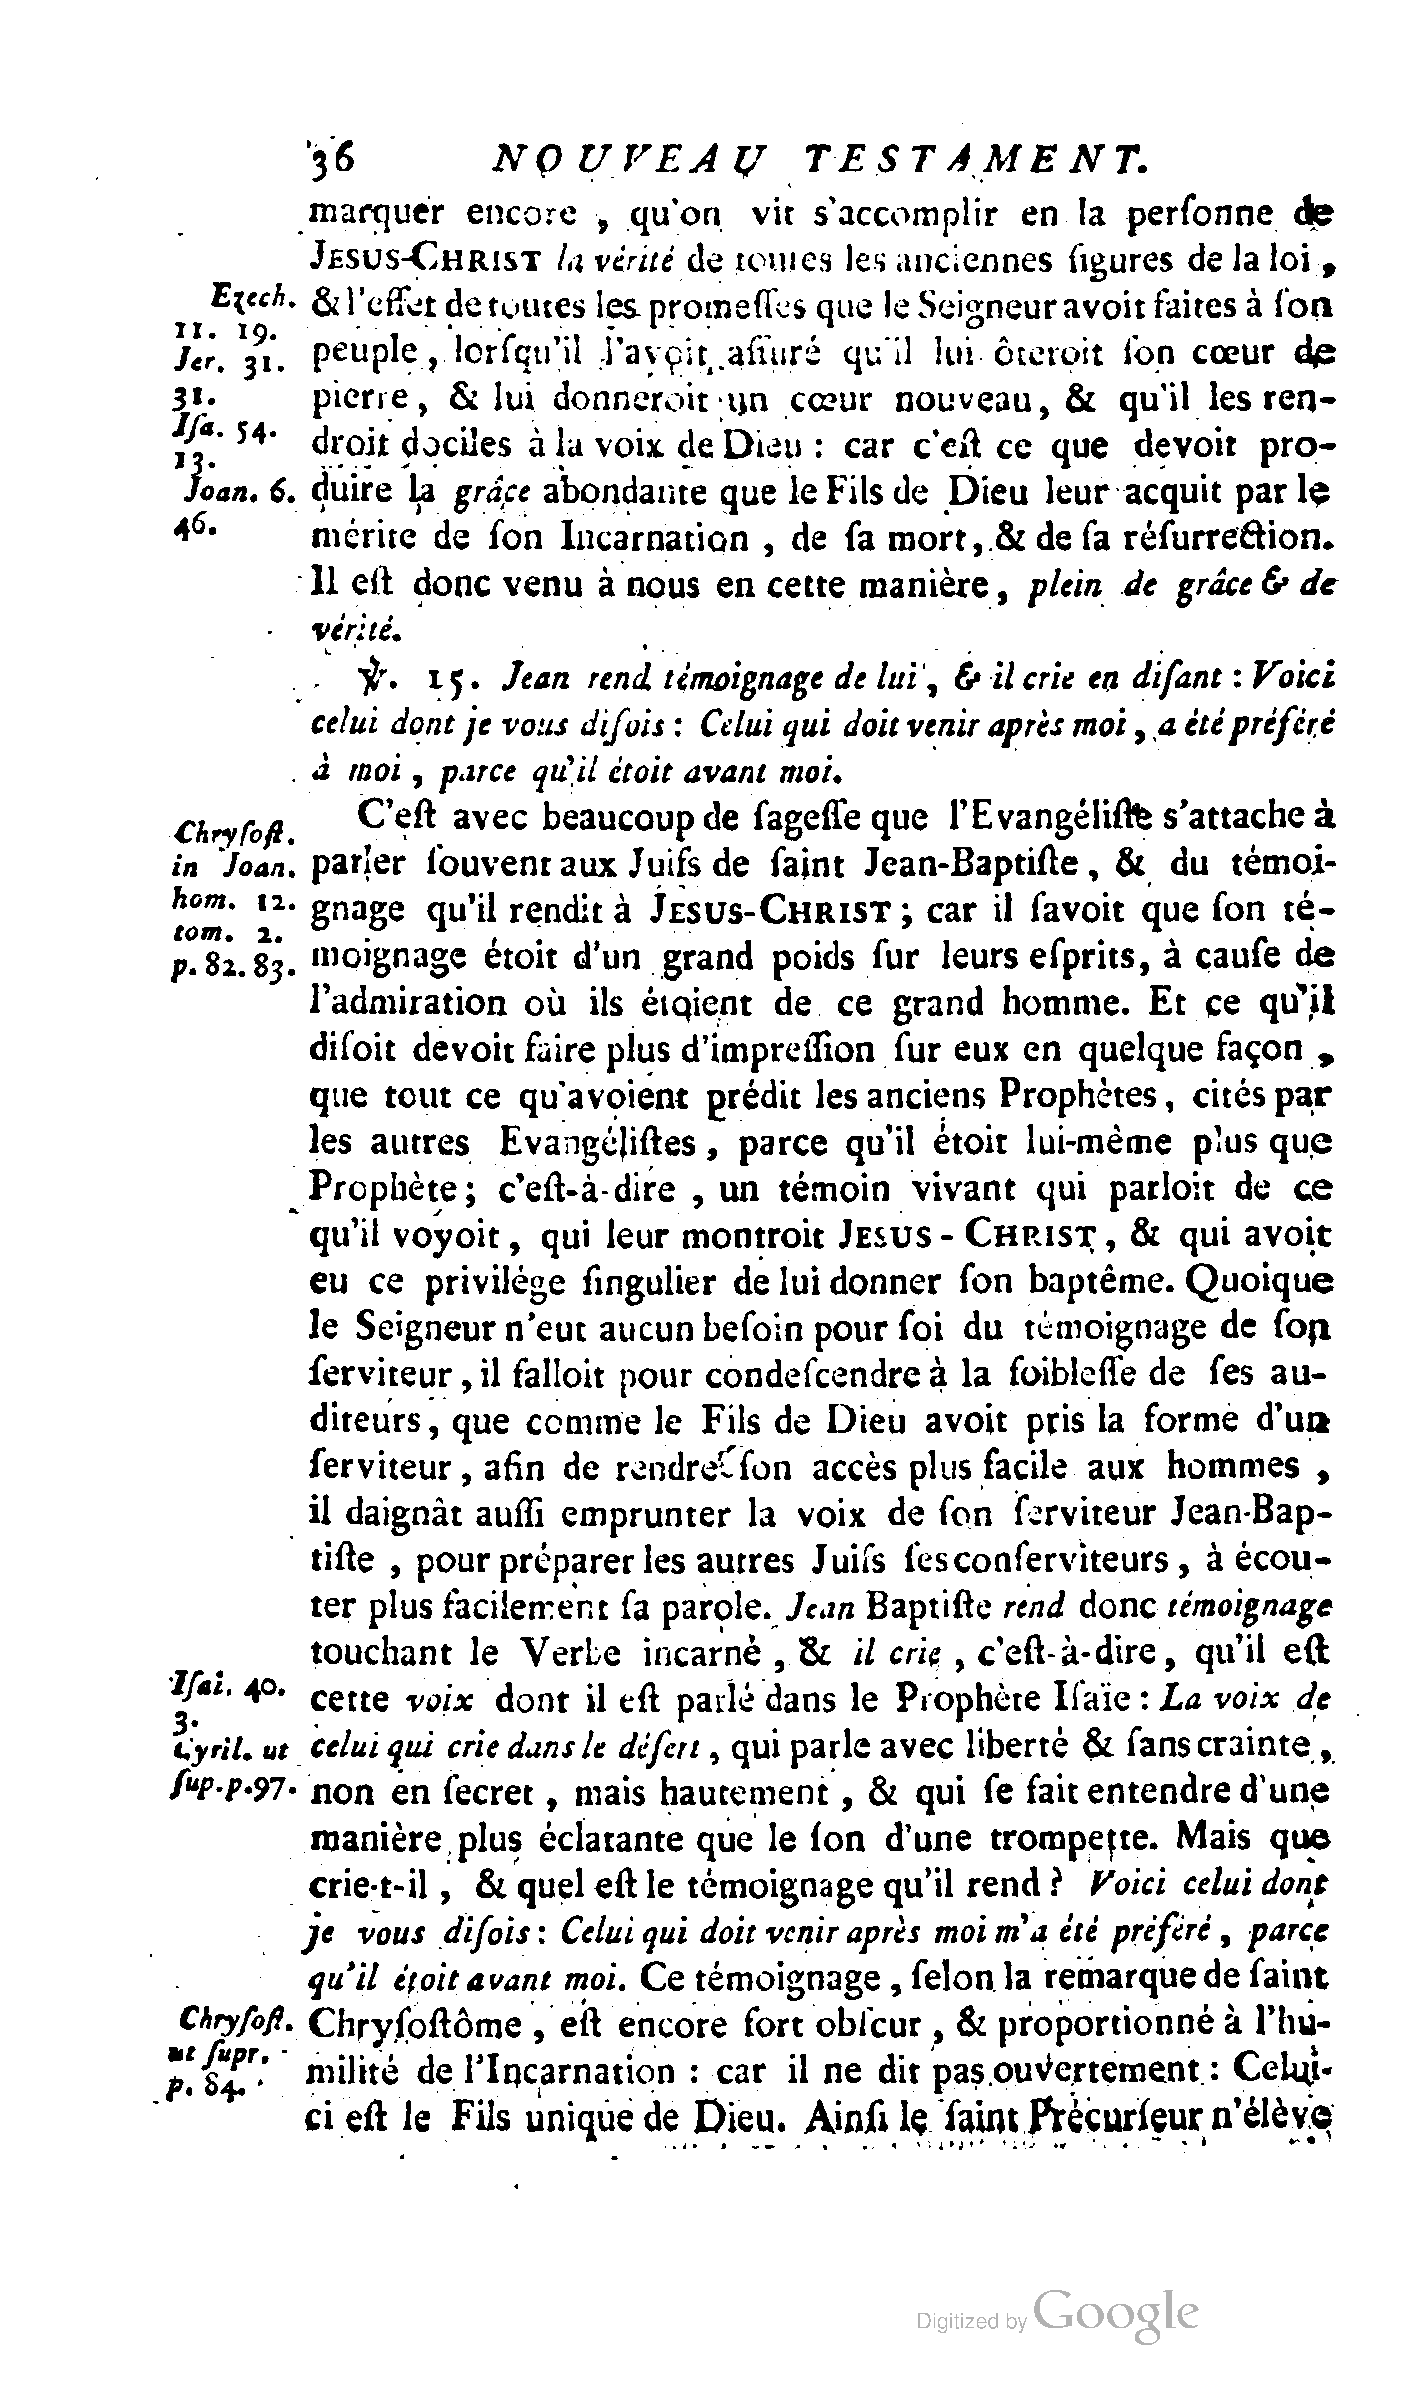 36 NOUVEAU TESTAMENT.
marquer encore , qu'on vit s'accomplir en la perſonne de
JESUS-CHRIST la vérité de toutes les anciennes figures de la loi ,
Ezech. & l'effet de toutes les promeſſes que le Seigneur avoit faites à ſon
11. 19.
Jer. 31. peuple , lorſqu'il l'avoit aſſuré qu'il lui ôteroit ſon cœur de
31. pierre , & lui donneroit un cœur nouveau , & qu'il les ren-
Iſa. 54. droit dociles à la voix de Dieu : car c'eſt ce que devoit pro-
13.
Joan. 6. duire la grâce abondante que le Fils de Dieu leur acquit par le
46. mérite de ſon Incarnation , de ſa mort , & de ſa réſurrection.
Il eſt donc venu à nous en cette manière , plein de grâce & de
vérité.
℣. 15. Jean rend témoignage de lui , & il crie en diſant : Voici
celui dont je vous diſois : Celui qui doit venir après moi , a été préféré
à moi , parce qu'il étoit avant moi.
Chryſoſt. C'eſt avec beaucoup de ſageſſe que l'Evangéliſte s'attache à
in Joan. parler ſouvent aux Juifs de ſaint Jean-Baptiſte , & du témoi-
hom. 12. gnage qu'il rendit à JESUS-CHRIST ; car il ſavoit que ſon té-
tom. 2.
p. 82. 83. moignage étoit d'un grand poids ſur leurs eſprits, à cauſe de
l'admiration où ils étoient de ce grand homme. Et ce qu'il
diſoit devoit faire plus d'impreſſion ſur eux en quelque façon ,
que tout ce qu'avoient prédit les anciens Prophètes , cités par
les autres Evangéliſtes , parce qu'il étoit lui-même plus que
Prophète ; c'eſt-à-dire , un témoin vivant qui parloit de ce
qu'il voyoit , qui leur montroit JESUS - CHRIST , & qui avoit
eu ce privilége ſingulier de lui donner ſon baptême. Quoique
le Seigneur n'eut aucun beſoin pour ſoi du témoignage de ſon
ſerviteur , il falloit pour condeſcendre à la foibleſſe de ſes au-
diteurs , que comme le Fils de Dieu avoit pris la forme d'un
ſerviteur , afin de rendre ſon accès plus facile aux hommes ,
il daignât auſſi emprunter la voix de ſon ſerviteur Jean-Bap-
tiſte , pour préparer les autres Juifs ſes conſerviteurs , à écou-
ter plus facilement ſa parole. Jean Baptiſte rend donc témoignage
touchant le Verbe incarné , & il crie , c'eſt-à-dire , qu'il eſt
Iſai. 40. cette voix dont il eſt parlé dans le Prophète Iſaïe : La voix de
3.
Cyril. ut celui qui crie dans le déſert , qui parle avec liberté & ſans crainte ,
ſup. p. 97. non en ſecret , mais hautement , & qui ſe fait entendre d'une
manière plus éclatante que le ſon d'une trompette. Mais que
crie-t-il , & quel eſt le témoignage qu'il rend ? Voici celui dont
je vous diſois : Celui qui doit venir après moi m'a été préféré , parce
qu'il étoit avant moi. Ce témoignage , ſelon la remarque de ſaint
Chryſoſt. Chryſoſtôme , eſt encore fort obſcur , & proportionné à l'hu-
ut ſupr. milité de l'Incarnation : car il ne dit pas ouvertement : Celui-
p. 84. ci eſt le Fils unique de Dieu. Ainſi le ſaint Précurſeur n'élève
Digitized by Google